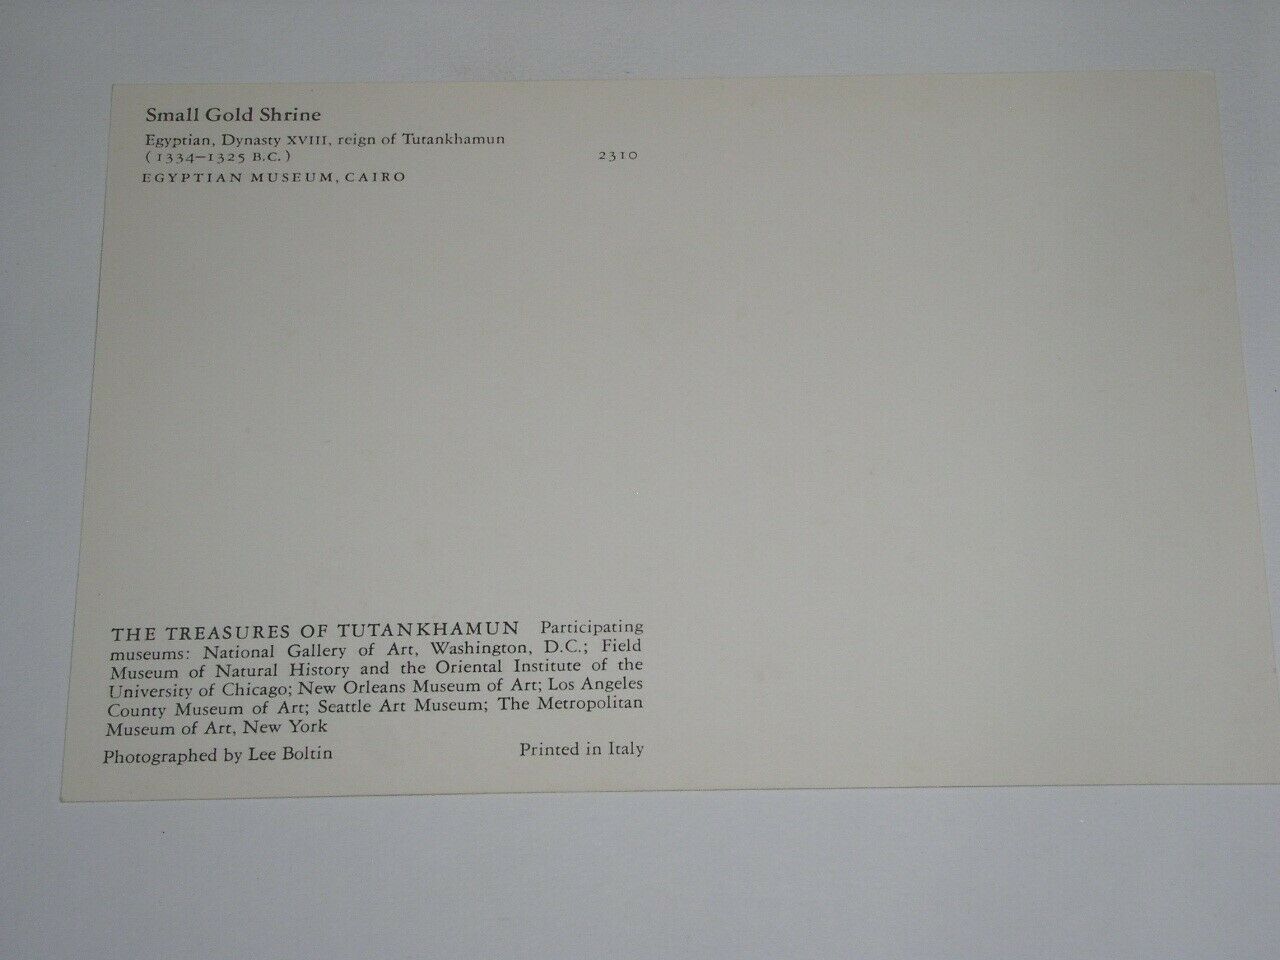 Small Gold Shrine
Egyptian, Dynasty XVIII, reign of Tutankhamun
(1334–1325 B.C.) 2310
EGYPTIAN MUSEUM, CAIRO
THE TREASURES OF TUTANKHAMUN Participating
museums: National Gallery of Art, Washington, D.C.; Field
Museum of Natural History and the Oriental Institute of the
University of Chicago; New Orleans Museum of Art; Los Angeles
County Museum of Art; Seattle Art Museum; The Metropolitan
Museum of Art, New York
Photographed by Lee Boltin Printed in Italy